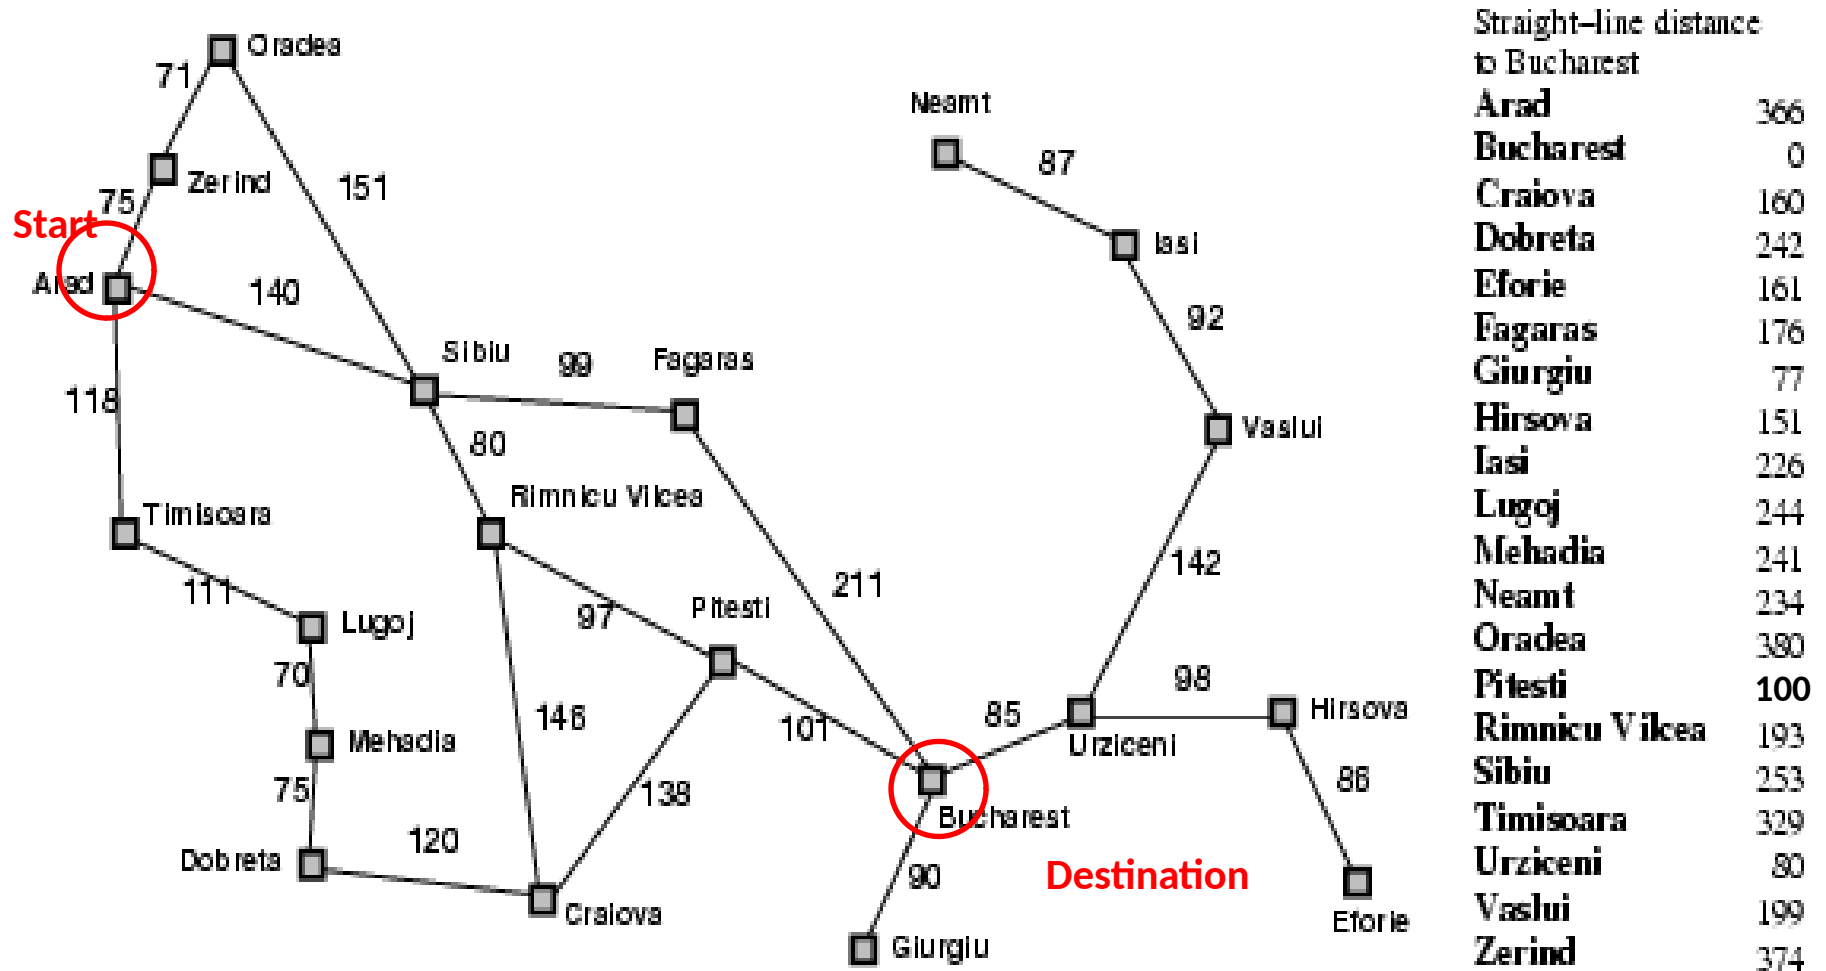 Oradea
71
Neamt
87
Zerind
151
75
Start
Iasi
Arad
140
92
Sibiu
99
Fagaras
118
Vaslui
80
Timisoara
Rimnicu Vilcea
142
211
111
Lugoj
97
Pitesti
70
98
Hirsova
146
101
85
Mehadia
Urziceni
75
138
86
Bucharest
120
Dobreta
90
Destination
Craiova
Eforie
Giurgiu
Straight–line distance
to Bucharest
Arad 366
Bucharest 0
Craiova 160
Dobreta 242
Eforie 161
Fagaras 176
Giurgiu 77
Hirsova 151
Iasi 226
Lugoj 244
Mehadia 241
Neamt 234
Oradea 380
Pitesti 100
Rimnicu Vilcea 193
Sibiu 253
Timisoara 329
Urziceni 80
Vaslui 199
Zerind 374